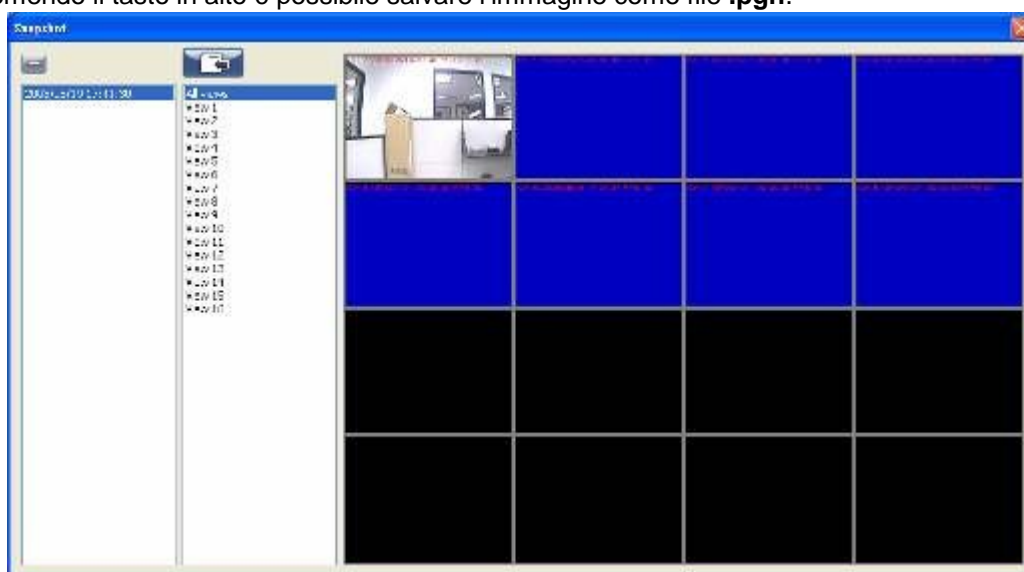 il tasto in alto è possibile salvare l'immagine come file .pgn.
Snapshot
All views
View 1
View 2
View 3
View 4
View 5
View 6
View 7
View 8
View 9
View 10
View 11
View 12
View 13
View 14
View 15
View 16